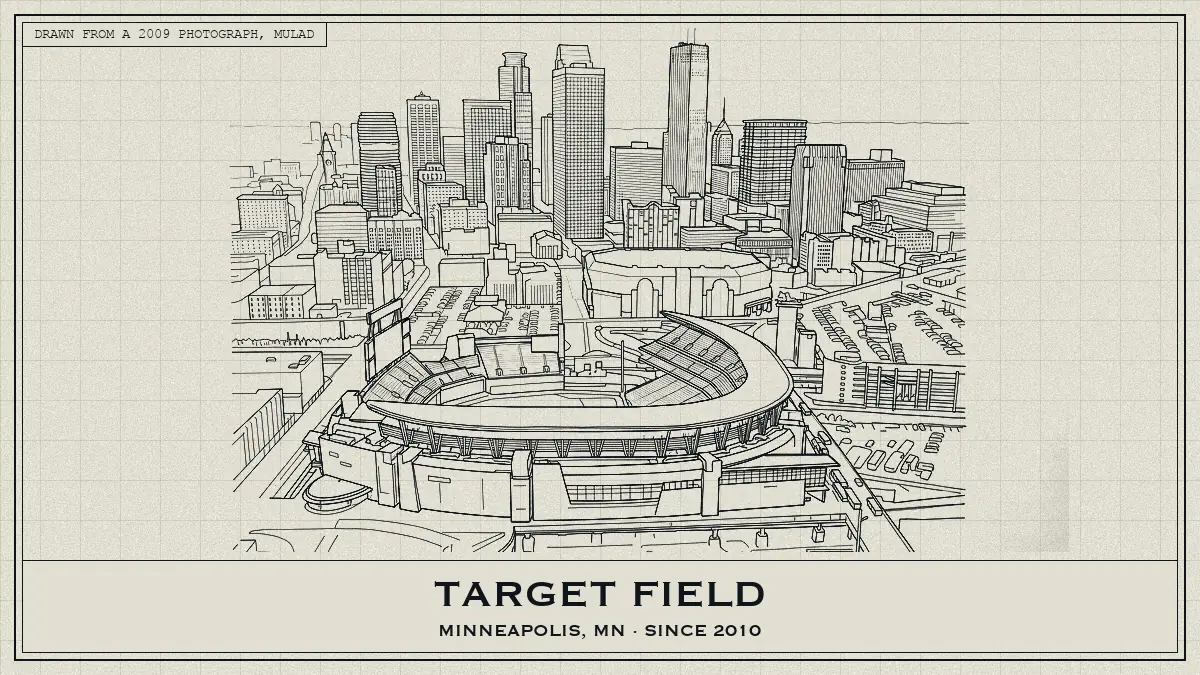 DRAWN FROM A 2009 PHOTOGRAPH, MULAD
TARGET FIELD
MINNEAPOLIS, MN · SINCE 2010